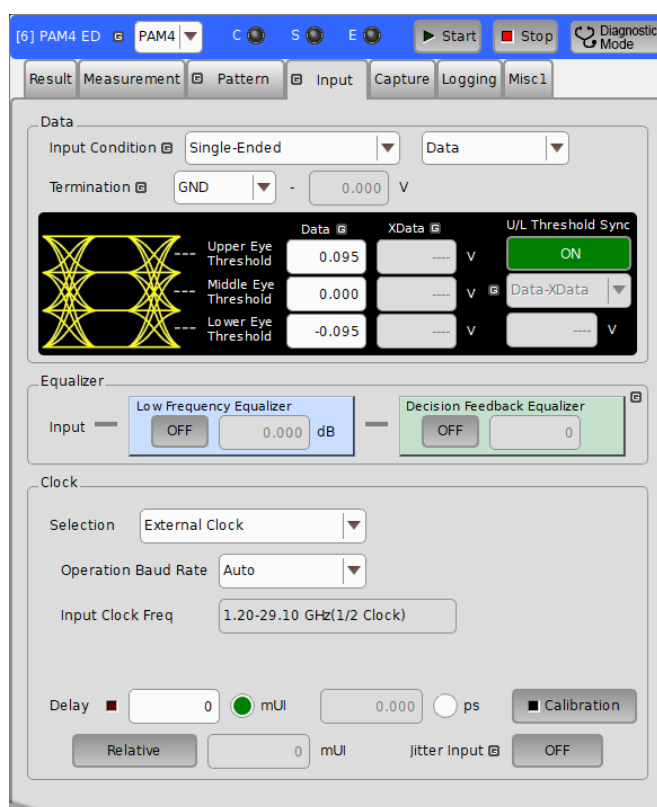 [6] PAM4 ED G PAM4 C S E Start Stop Diagnostic Mode
Result Measurement G Pattern G Input Capture Logging Misc1
Data
Input Condition G Single-Ended Data
Termination G GND - 0.000 V
Data G XData G U/L Threshold Sync
Upper Eye Threshold 0.095 ---- V ON
Middle Eye Threshold 0.000 ---- V G Data-XData
Lower Eye Threshold -0.095 ---- V ---- V
Equalizer G
Low Frequency Equalizer Decision Feedback Equalizer
Input OFF 0.000 dB OFF 0
Clock
Selection External Clock
Operation Baud Rate Auto
Input Clock Freq 1.20-29.10 GHz(1/2 Clock)
Delay 0 mUI 0.000 ps Calibration
Relative 0 mUI Jitter Input G OFF